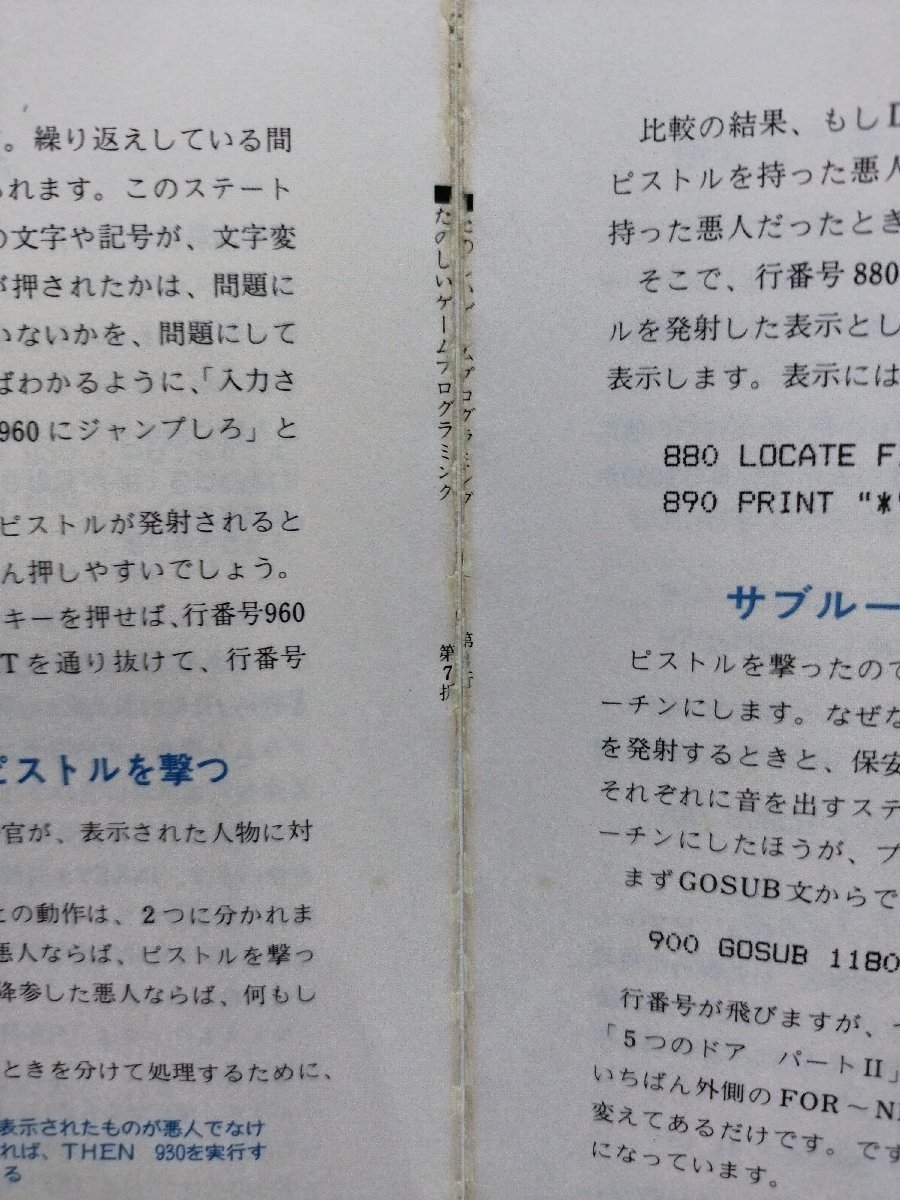 。繰り返えしている間
れます。このステート
の文字や記号が、文字変
が押されたかは、問題に
いないかを、問題にして
ばわかるように、「入力さ
960にジャンプしろ」と
ピストルが発射されると
ん押しやすいでしょう。
キーを押せば、行番号960
Tを通り抜けて、行番号
ピストルを撃つ
官が、表示された人物に対
この動作は、2つに分かれま
悪人ならば、ピストルを撃つ
降参した悪人ならば、何もし
ときを分けて処理するために、
表示されたものが悪人でなけ
れば、THEN 930を実行す
る
■たのしいゲームプログラミング 第7折
比較の結果、もし
ピストルを持った悪人
持った悪人だったとき
そこで、行番号880
ルを発射した表示とし
表示します。表示には
880 LOCATE F
890 PRINT "*"
サブルー
ピストルを撃ったので
ーチンにします。なぜな
を発射するときと、保安
それぞれに音を出すステ
ーチンにしたほうが、プ
まずGOSUB文からで
900 GOSUB 1180
行番号が飛びますが、
「5つのドア パートII」
いちばん外側のFOR～NE
変えてあるだけです。です
になっています。